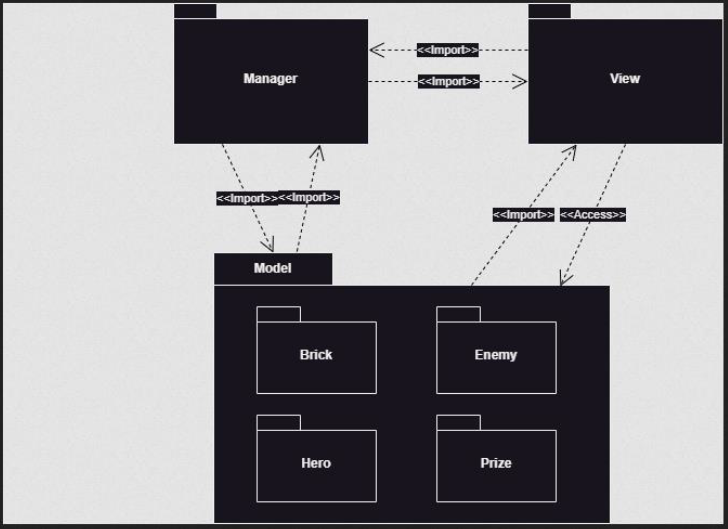 <<Import>>
Manager
View
<<Import>>
<<Import>><<Import>>
<<Import>>
<<Access>>
Model
Brick
Enemy
Hero
Prize